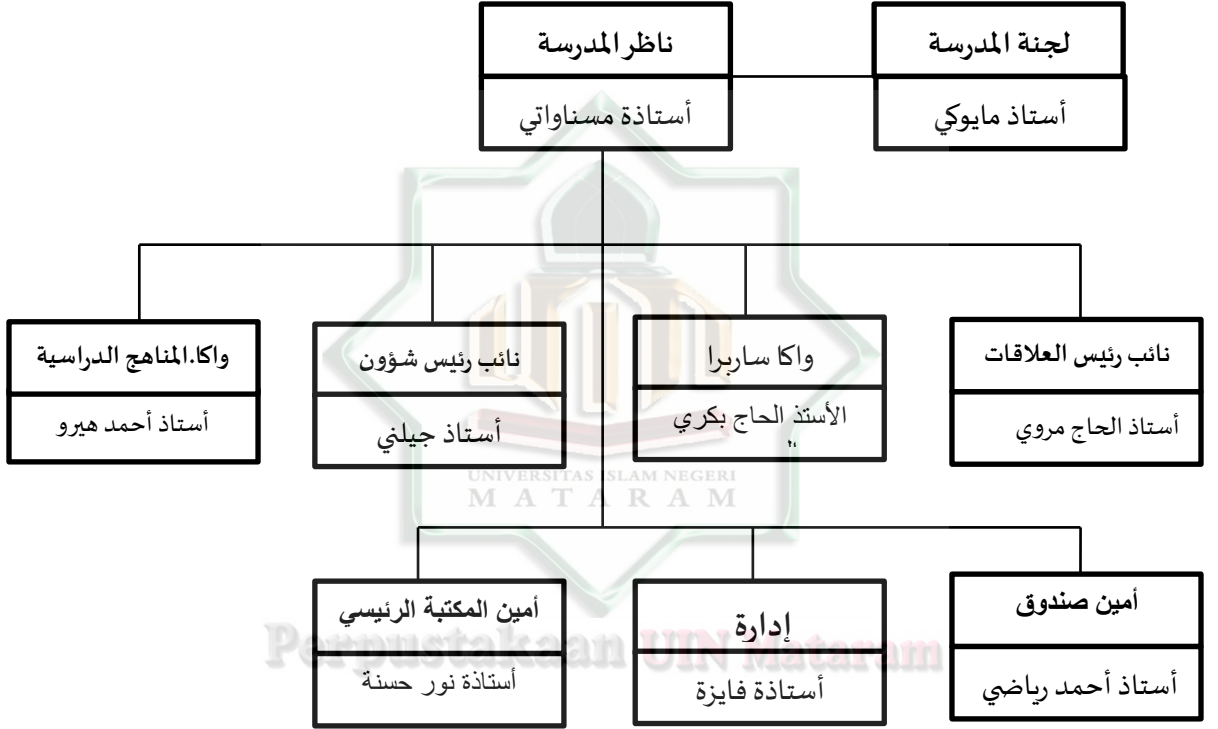 لجنة المدرسة
أستاذ مايوكي
ناظر المدرسة
أستاذة مسناواتي
نائب رئيس العلاقات
أستاذ الحاج مروي
واكا ساربرا
الأستذ الحاج بكري
نائب رئيس شؤون
أستاذ جيلني
واكا.المناهج الدراسية
أستاذ أحمد هيرو
UNIVERSITAS ISLAM NEGERI
MATARAM
أمين صندوق
أستاذ أحمد رياضي
إدارة
أستاذة فايزة
أمين المكتبة الرئيسي
أستاذة نور حسنة
Perpustakaan UIN Mataram